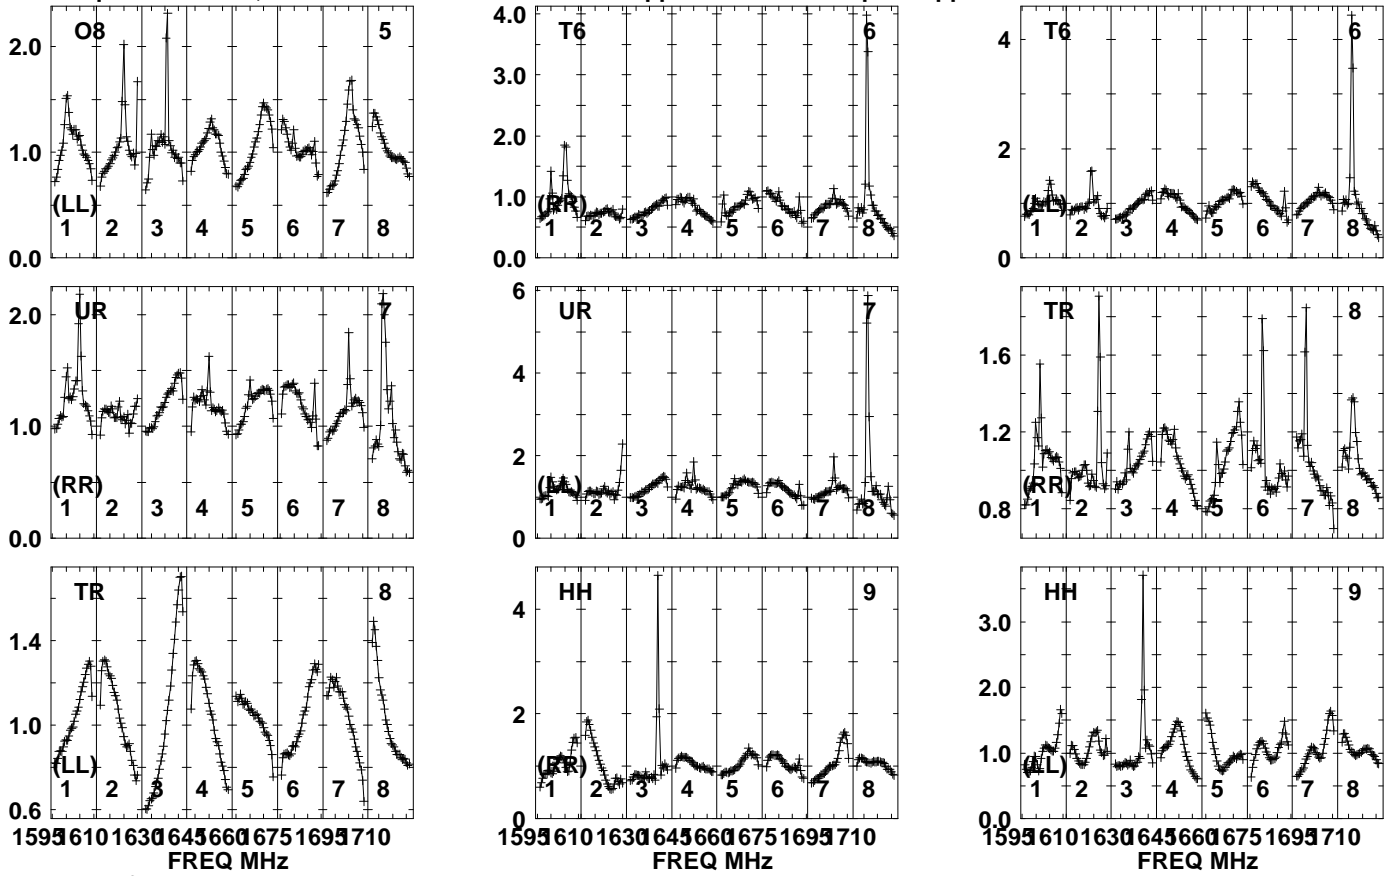 O8 5
2.0
1.0
0.0
(LL)
1 2 3 4 5 6 7 8
T6 6
4.0
3.0
2.0
1.0
0.0
(RR)
1 2 3 4 5 6 7 8
T6 6
4
2
0
(LL)
1 2 3 4 5 6 7 8
UR 7
2.0
1.0
0.0
(RR)
1 2 3 4 5 6 7 8
UR 7
6
4
2
0
(LL)
1 2 3 4 5 6 7 8
TR 8
1.6
1.2
0.8
(RR)
1 2 3 4 5 6 7 8
TR 8
1.4
1.0
0.6
(LL)
1 2 3 4 5 6 7 8
1595 1610 1630 1645 1660 1675 1695 1710
FREQ MHz
HH 9
4
2
0
(RR)
1 2 3 4 5 6 7 8
1595 1610 1630 1645 1660 1675 1695 1710
FREQ MHz
HH 9
3.0
2.0
1.0
0.0
(LL)
1 2 3 4 5 6 7 8
1595 1610 1630 1645 1660 1675 1695 1710
FREQ MHz